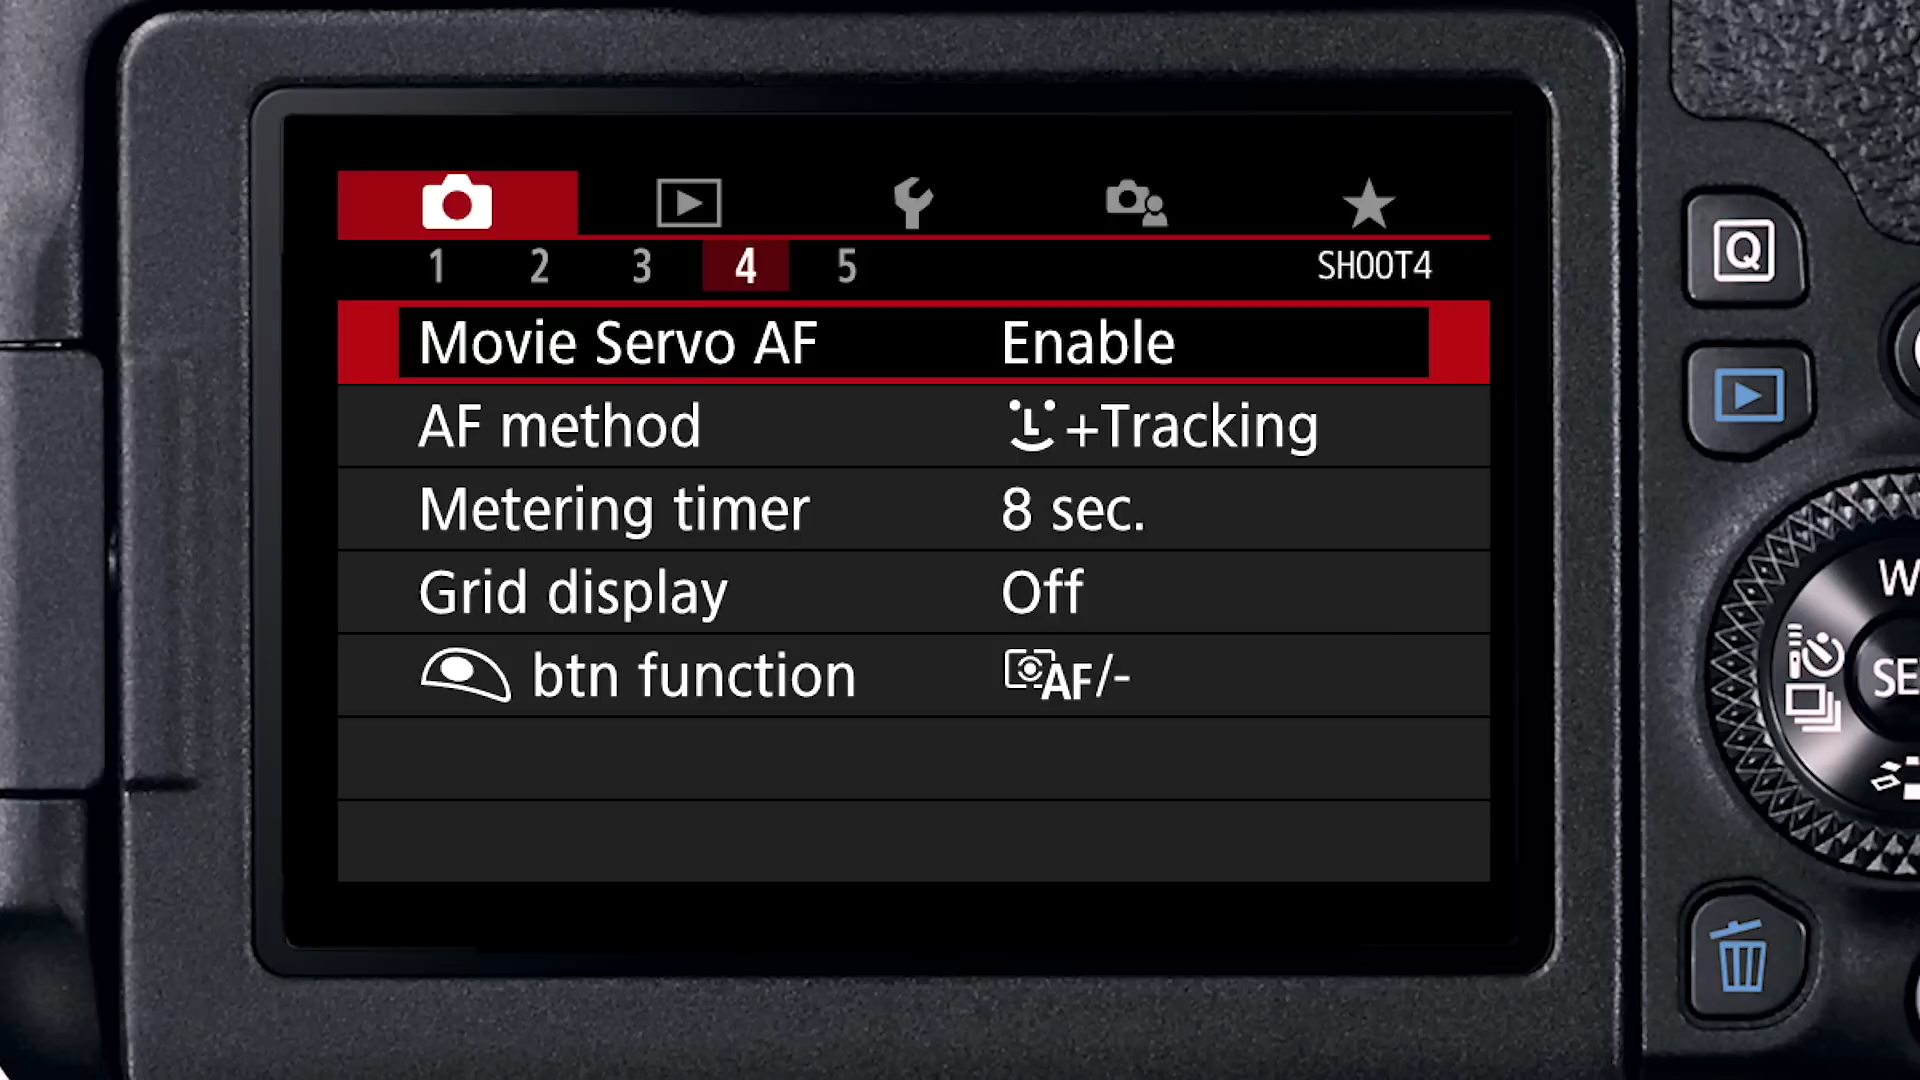 1 2 3 4 5 SHOOT4
Movie Servo AF Enable
AF method +Tracking
Metering timer 8 sec.
Grid display Off
btn function AF/-
Q
W
SE